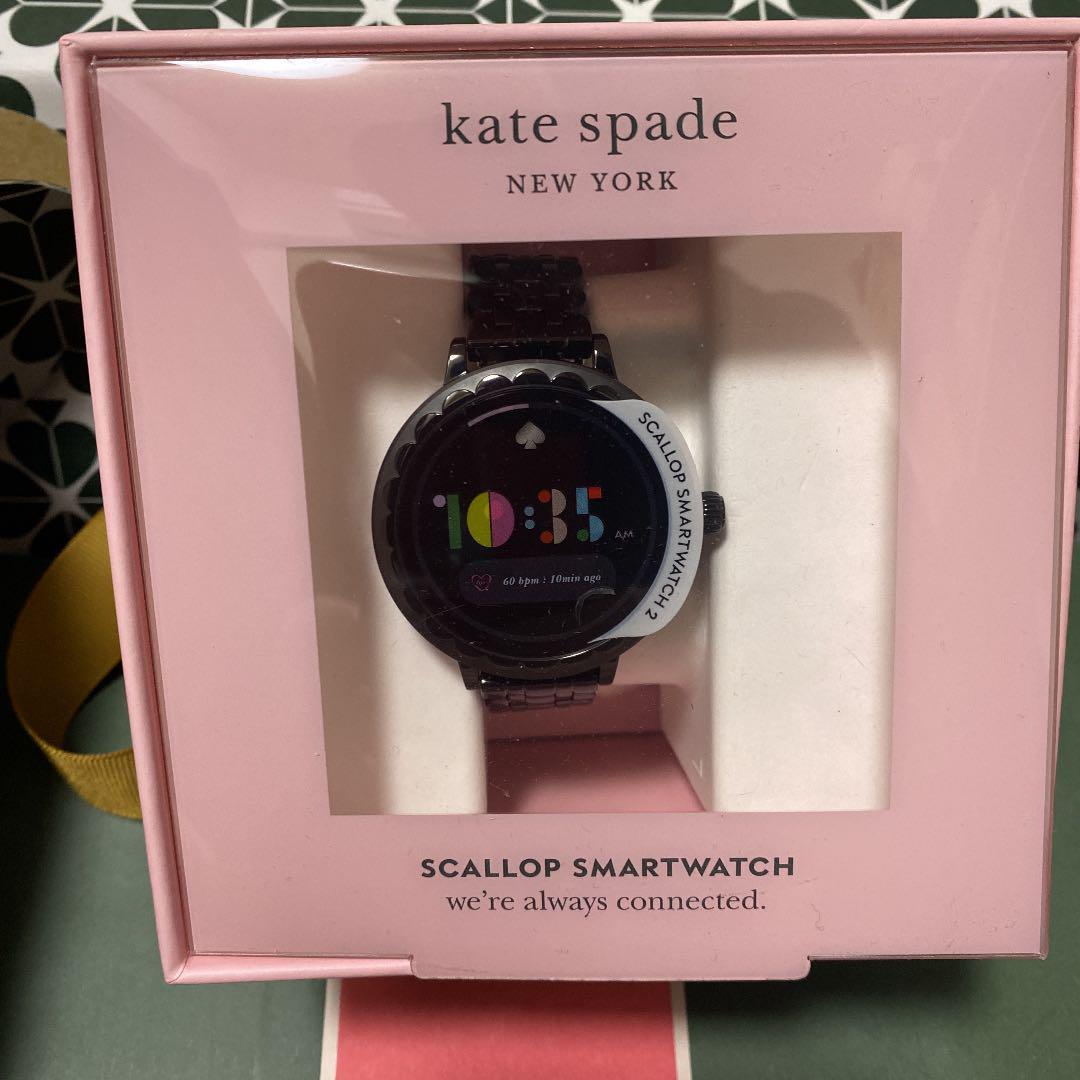 kate spade
NEW YORK
SCALLOP SMARTWATCH 2
10:35 AM
60 bpm : 10min ago
SCALLOP SMARTWATCH
we're always connected.